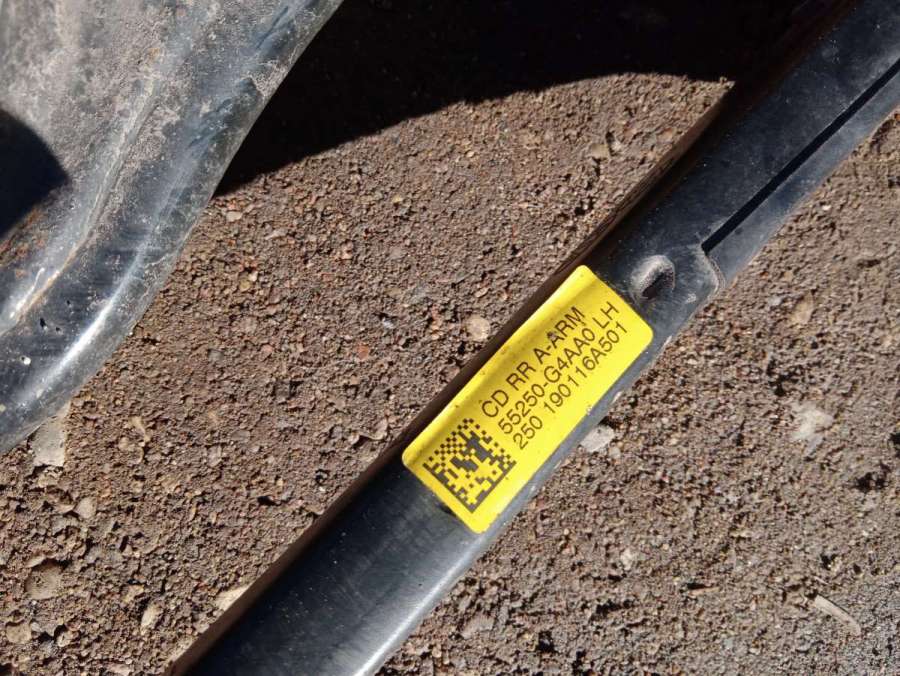 CD RR A-ARM
55250-G4AA0 LH
250 190116A501